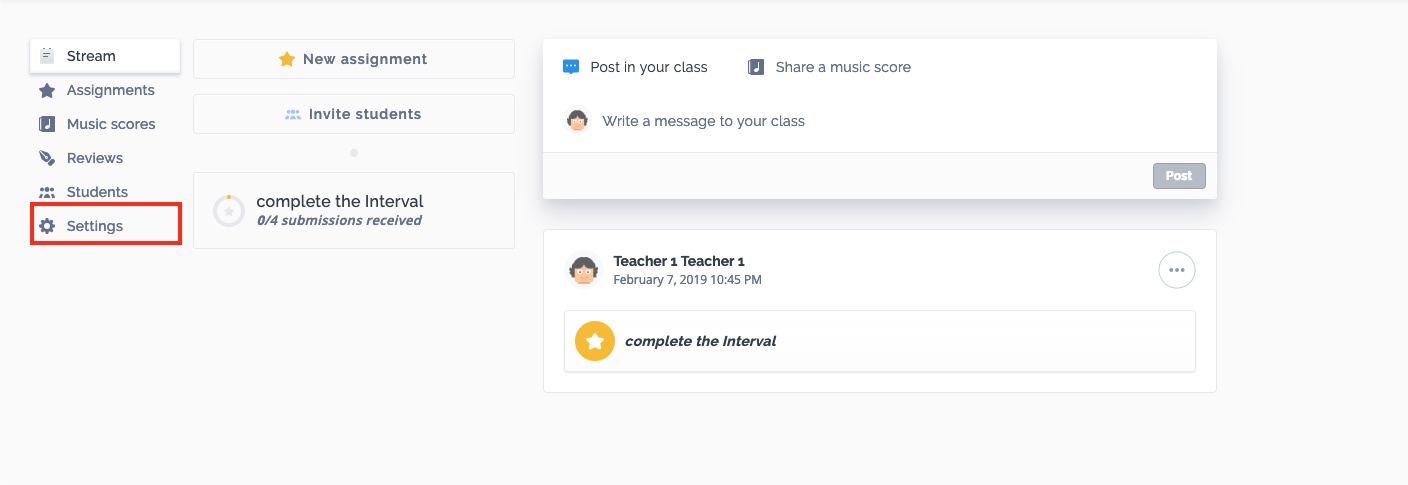 Stream
Assignments
Music scores
Reviews
Students
Settings
New assignment
Invite students
complete the Interval
0/4 submissions received
Post in your class
Share a music score
Write a message to your class
Post
Teacher 1 Teacher 1
February 7, 2019 10:45 PM
complete the Interval